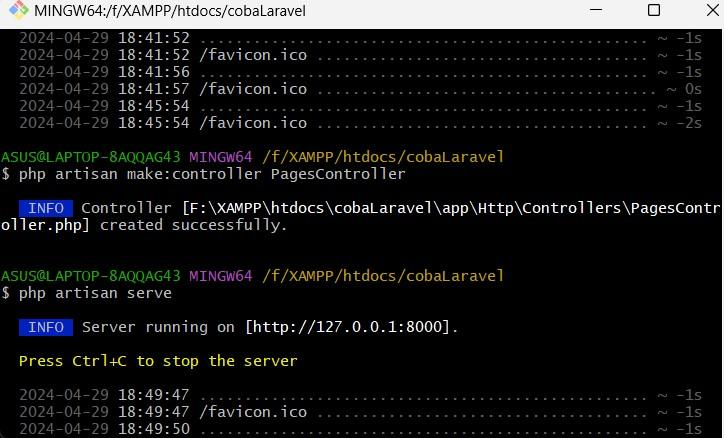 MINGW64:/f/XAMPP/htdocs/cobaLaravel
2024-04-29 18:41:52 .................................................. ~ -1s
2024-04-29 18:41:52 /favicon.ico ..................................... ~ -1s
2024-04-29 18:41:56 .................................................. ~ -1s
2024-04-29 18:41:57 /favicon.ico ...................................... ~ 0s
2024-04-29 18:45:54 .................................................. ~ -1s
2024-04-29 18:45:54 /favicon.ico ..................................... ~ -2s
ASUS@LAPTOP-8AQQAG43 MINGW64 /f/XAMPP/htdocs/cobaLaravel
$ php artisan make:controller PagesController
INFO Controller [F:\XAMPP\htdocs\cobaLaravel\app\Http\Controllers\PagesContr
oller.php] created successfully.
ASUS@LAPTOP-8AQQAG43 MINGW64 /f/XAMPP/htdocs/cobaLaravel
$ php artisan serve
INFO Server running on [http://127.0.0.1:8000].
Press Ctrl+C to stop the server
2024-04-29 18:49:47 .................................................. ~ -1s
2024-04-29 18:49:47 /favicon.ico ..................................... ~ -1s
2024-04-29 18:49:50 .................................................. ~ -1s